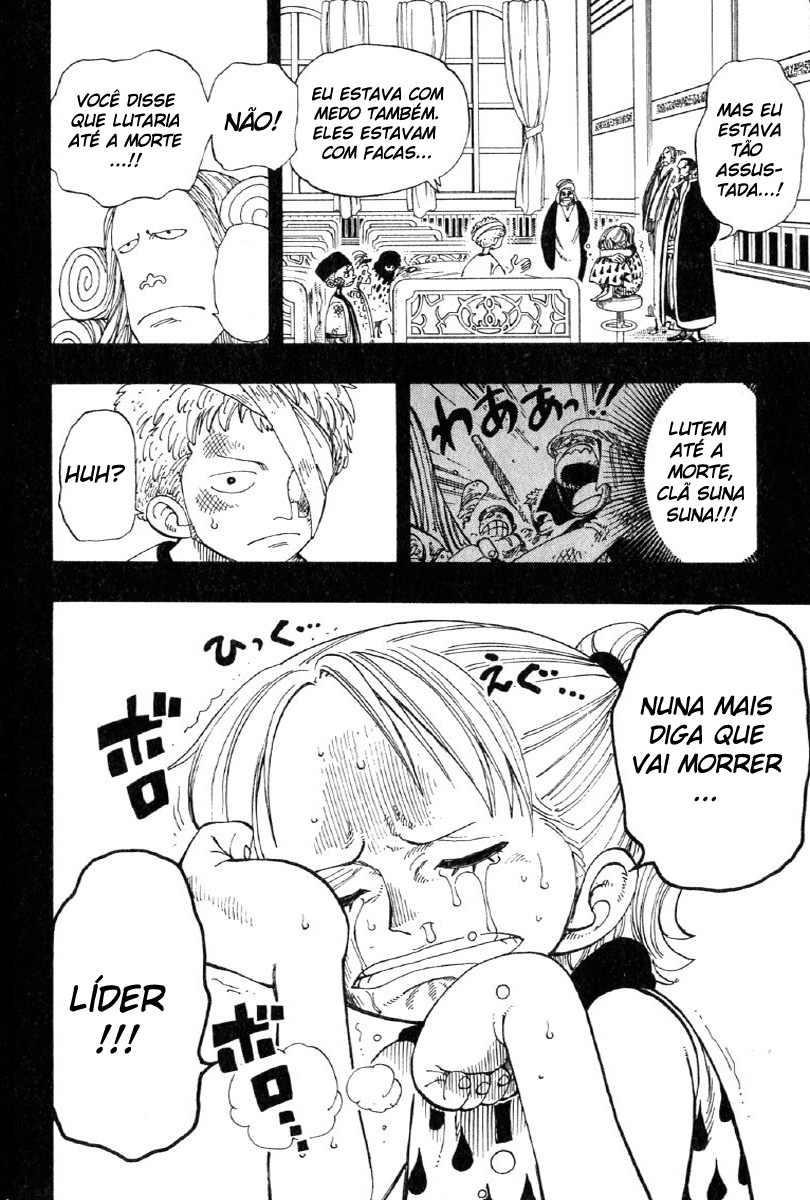 MAS EU
ESTAVA
TÃO
ASSUS-
TADA...!
EU ESTAVA COM
MEDO TAMBÉM.
ELES ESTAVAM
COM FACAS...
NÃO!
VOCÊ DISSE
QUE LUTARIA
ATÉ A MORTE
...!!
LUTEM
ATÉ A
MORTE,
CLÃ SUNA
SUNA!!!
わああっ!!
HUH?
NUNA MAIS
DIGA QUE
VAI MORRER
...
えぐ…
ひっく…
ボロ
LÍDER
!!!
ボロ…